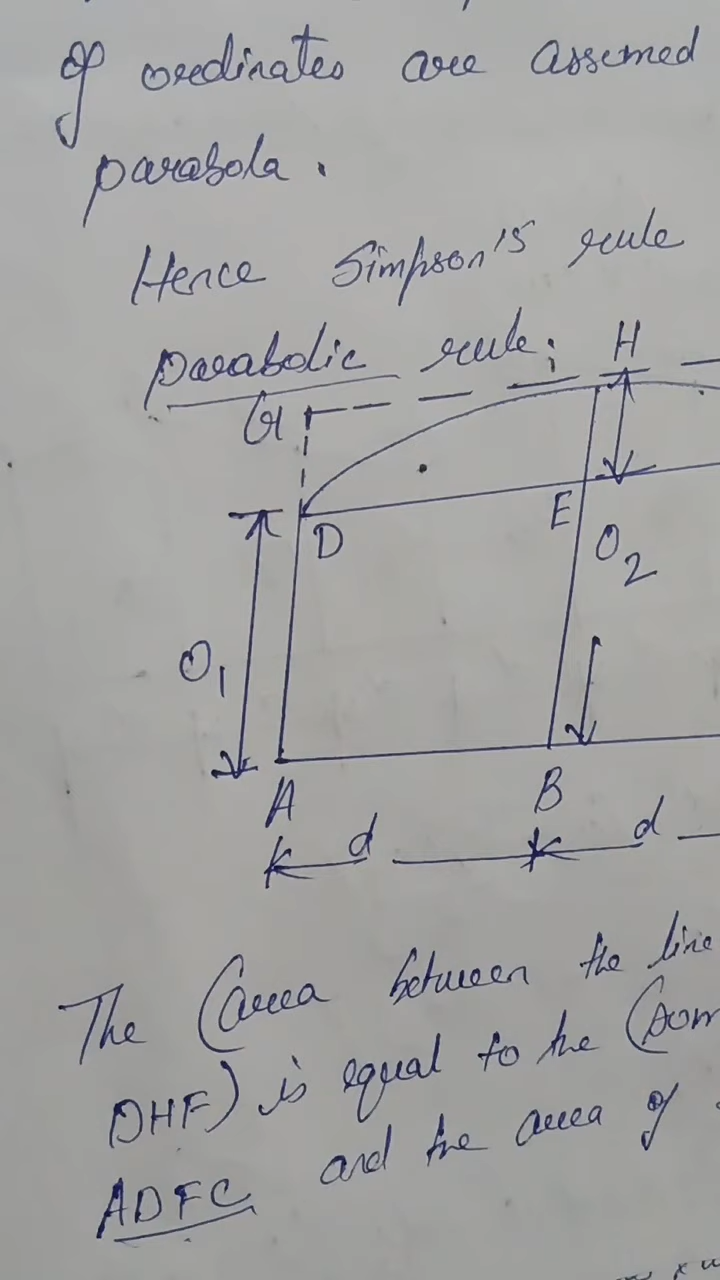 of ordinates are assumed
parabola.
Hence Simpson's rule
parabolic rule.
H
G
D
E
O2
O1
A
B
d
d
The (area between the line
DHF) is equal to the (som
ADFC and the area of